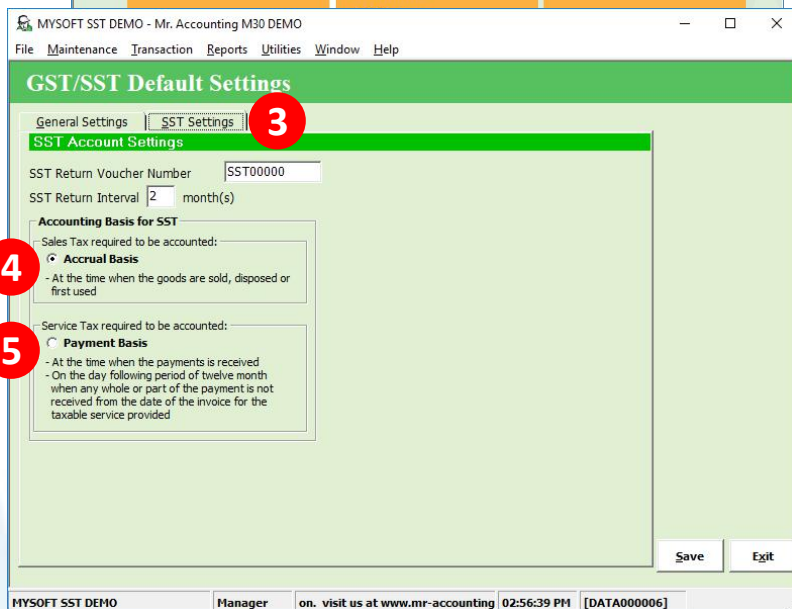 MYSOFT SST DEMO - Mr. Accounting M30 DEMO
File Maintenance Transaction Reports Utilities Window Help
GST/SST Default Settings
General Settings SST Settings 3
SST Account Settings
SST Return Voucher Number SST00000
SST Return Interval 2 month(s)
Accounting Basis for SST
Sales Tax required to be accounted:
4 Accrual Basis
- At the time when the goods are sold, disposed or
first used
Service Tax required to be accounted:
5 Payment Basis
- At the time when the payments is received
- On the day following period of twelve month
when any whole or part of the payment is not
received from the date of the invoice for the
taxable service provided
Save Exit
MYSOFT SST DEMO Manager on. visit us at www.mr-accounting 02:56:39 PM [DATA000006]